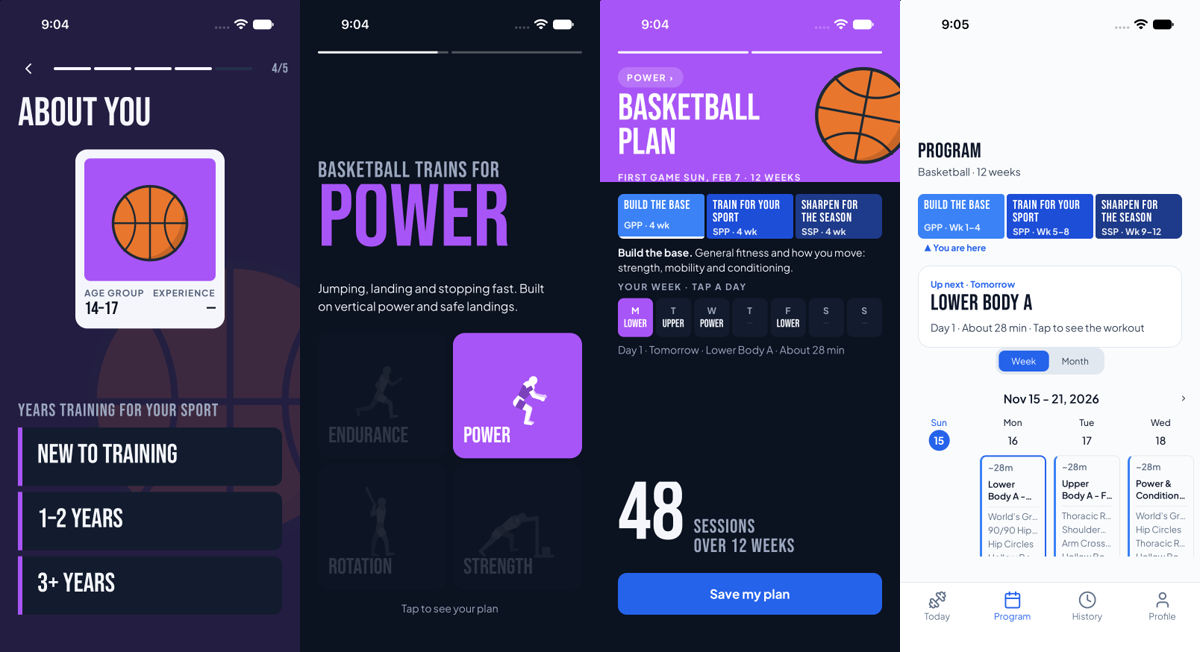 9:04
4/5
ABOUT YOU
AGE GROUP EXPERIENCE
14-17 –
YEARS TRAINING FOR YOUR SPORT
NEW TO TRAINING
1-2 YEARS
3+ YEARS
9:04
BASKETBALL TRAINS FOR
POWER
Jumping, landing and stopping fast. Built
on vertical power and safe landings.
ENDURANCE
POWER
ROTATION
STRENGTH
Tap to see your plan
9:04
POWER ›
BASKETBALL
PLAN
FIRST GAME SUN, FEB 7 · 12 WEEKS
BUILD THE BASE
GPP · 4 wk
TRAIN FOR YOUR
SPORT
SPP · 4 wk
SHARPEN FOR
THE SEASON
SSP · 4 wk
Build the base. General fitness and how you move:
strength, mobility and conditioning.
YOUR WEEK · TAP A DAY
M T W T F S S
LOWER UPPER POWER – LOWER – –
Day 1 · Tomorrow · Lower Body A · About 28 min
48 SESSIONS
OVER 12 WEEKS
Save my plan
9:05
PROGRAM
Basketball · 12 weeks
BUILD THE BASE
GPP · Wk 1–4
TRAIN FOR YOUR
SPORT
SPP · Wk 5–8
SHARPEN FOR
THE SEASON
SSP · Wk 9–12
▲ You are here
Up next · Tomorrow
LOWER BODY A
Day 1 · About 28 min · Tap to see the workout
Week Month
Nov 15 – 21, 2026 ›
Sun Mon Tue Wed
15 16 17 18
~28m
Lower
Body A –…
World's Gr…
90/90 Hip…
Hip Circles
~28m
Upper
Body A – F…
Thoracic R…
Shoulder…
Arm Cross…
~28m
Power &
Condition…
World's Gr…
Hip Circles
Thoracic R…
Today Program History Profile